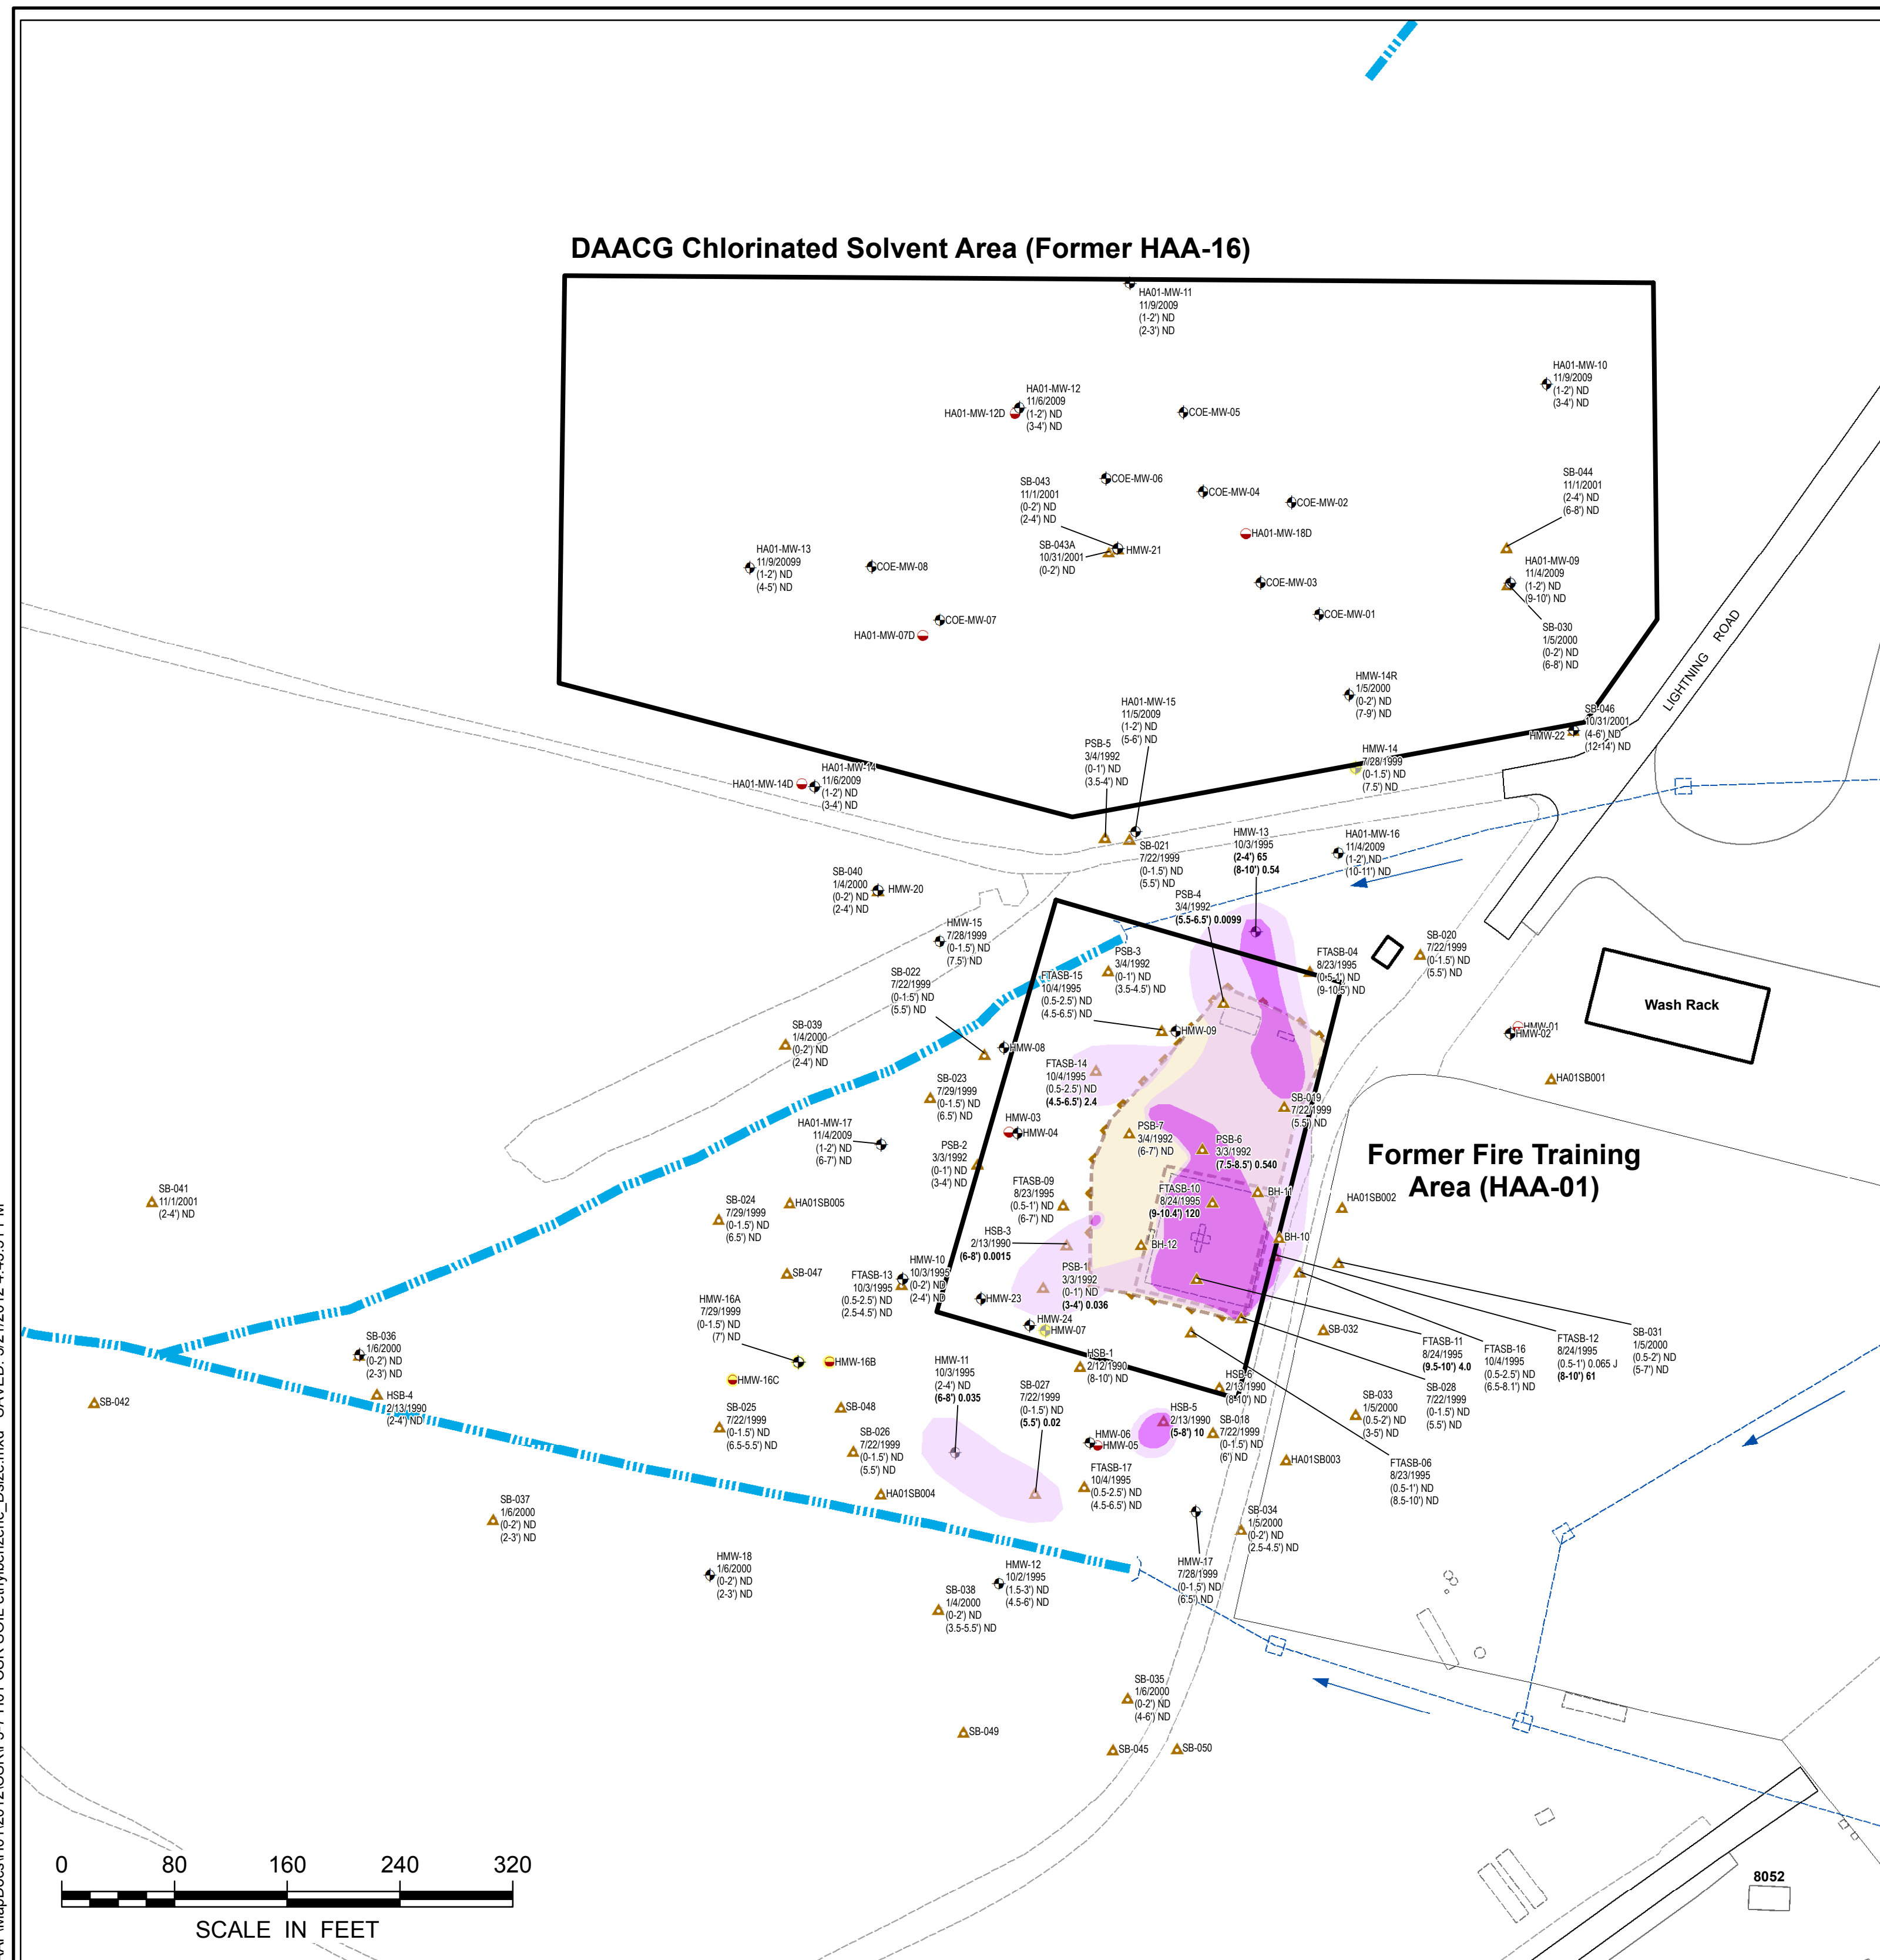 DAACG Chlorinated Solvent Area (Former HAA-16)
HA01-MW-11
11/9/2009
(1-2') ND
(2-3') ND
HA01-MW-10
11/9/2009
(1-2') ND
(3-4') ND
HA01-MW-12
11/6/2009
(1-2') ND
(3-4') ND
HA01-MW-12D
COE-MW-05
COE-MW-06
COE-MW-04
COE-MW-02
SB-043
11/1/2001
(0-2') ND
(2-4') ND
SB-044
11/1/2001
(2-4') ND
(6-8') ND
HA01-MW-18D
SB-043A
10/31/2001
(0-2') ND
HMW-21
HA01-MW-13
11/9/20099
(1-2') ND
(4-5') ND
COE-MW-08
HA01-MW-09
11/4/2009
(1-2') ND
(9-10') ND
COE-MW-03
COE-MW-07
HA01-MW-07D
COE-MW-01
SB-030
1/5/2000
(0-2') ND
(6-8') ND
LIGHTNING ROAD
HMW-14R
1/5/2000
(0-2') ND
(7-9') ND
HA01-MW-15
11/5/2009
(1-2') ND
(5-6') ND
SB-046
10/31/2001
(4-6') ND
(12-14') ND
HMW-22
PSB-5
3/4/1992
(0-1') ND
(3.5-4') ND
HMW-14
7/28/1999
(0-1.5') ND
(7.5') ND
HA01-MW-14D
HA01-MW-14
11/6/2009
(1-2') ND
(3-4') ND
SB-021
7/22/1999
(0-1.5') ND
(5.5') ND
HMW-13
10/3/1995
(2-4') 65
(8-10') 0.54
HA01-MW-16
11/4/2009
(1-2') ND
(10-11') ND
SB-040
1/4/2000
(0-2') ND
(2-4') ND
HMW-20
PSB-4
3/4/1992
(5.5-6.5') 0.0099
HMW-15
7/28/1999
(0-1.5') ND
(7.5') ND
SB-020
7/22/1999
(0-1.5') ND
(5.5') ND
PSB-3
3/4/1992
(0-1') ND
(3.5-4.5') ND
FTASB-04
8/23/1995
(0.5-1') ND
(9-10.5') ND
SB-022
7/22/1999
(0-1.5') ND
(5.5') ND
FTASB-15
10/4/1995
(0.5-2.5') ND
(4.5-6.5') ND
Wash Rack
HMW-01
HMW-02
HMW-09
HMW-08
SB-039
1/4/2000
(0-2') ND
(2-4') ND
FTASB-14
10/4/1995
(0.5-2.5') ND
(4.5-6.5') 2.4
HA01SB001
SB-023
7/29/1999
(0-1.5') ND
(6.5') ND
SB-019
7/22/1999
(5.5') ND
HA01-MW-17
11/4/2009
(1-2') ND
(6-7') ND
HMW-03
HMW-04
PSB-7
3/4/1992
(6-7') ND
PSB-6
3/3/1992
(7.5-8.5') 0.540
PSB-2
3/3/1992
(0-1') ND
(3-4') ND
Former Fire Training
Area (HAA-01)
SB-041
11/1/2001
(2-4') ND
FTASB-09
8/23/1995
(0.5-1') ND
(6-7') ND
FTASB-10
8/24/1995
(9-10.4') 120
BH-11
HA01SB002
SB-024
7/29/1999
(0-1.5') ND
(6.5') ND
HA01SB005
HSB-3
2/13/1990
(6-8') 0.0015
BH-12
BH-10
SB-047
FTASB-13
10/3/1995
(0.5-2.5') ND
(2.5-4.5') ND
HMW-10
10/3/1995
(0-2') ND
(2-4') ND
PSB-1
3/3/1992
(0-1') ND
(3-4') 0.036
HMW-23
HMW-16A
7/29/1999
(0-1.5') ND
(7') ND
HMW-24
HMW-07
SB-032
FTASB-11
8/24/1995
(9.5-10') 4.0
FTASB-16
10/4/1995
(0.5-2.5') ND
(6.5-8.1') ND
FTASB-12
8/24/1995
(0.5-1') 0.065 J
(8-10') 61
SB-031
1/5/2000
(0.5-2') ND
(5-7') ND
SB-036
1/6/2000
(0-2') ND
(2-3') ND
HMW-16B
HMW-16C
HMW-11
10/3/1995
(2-4') ND
(6-8') 0.035
HSB-1
2/12/1990
(8-10') ND
HSB-6
2/13/1990
(8-10') ND
SB-028
7/22/1999
(0-1.5') ND
(5.5') ND
SB-042
HSB-4
2/13/1990
(2-4') ND
SB-027
7/22/1999
(0-1.5') ND
(5.5') 0.02
SB-033
1/5/2000
(0.5-2') ND
(3-5') ND
SB-025
7/22/1999
(0-1.5') ND
(6.5-5.5') ND
SB-048
HSB-5
2/13/1990
(5-8') 10
SB-018
7/22/1999
(0-1.5') ND
(6') ND
SB-026
7/22/1999
(0-1.5') ND
(5.5') ND
HMW-06
HMW-05
HA01SB003
FTASB-06
8/23/1995
(0.5-1') ND
(8.5-10') ND
FTASB-17
10/4/1995
(0.5-2.5') ND
(4.5-6.5') ND
HA01SB004
SB-037
1/6/2000
(0-2') ND
(2-3') ND
SB-034
1/5/2000
(0-2') ND
(2.5-4.5') ND
HMW-18
1/6/2000
(0-2') ND
(2-3') ND
HMW-12
10/2/1995
(1.5-3') ND
(4.5-6') ND
HMW-17
7/28/1999
(0-1.5') ND
(6.5') ND
SB-038
1/4/2000
(0-2') ND
(3.5-5.5') ND
SB-035
1/6/2000
(0-2') ND
(4-6') ND
SB-049
SB-045
SB-050
8052
0 80 160 240 320
SCALE IN FEET